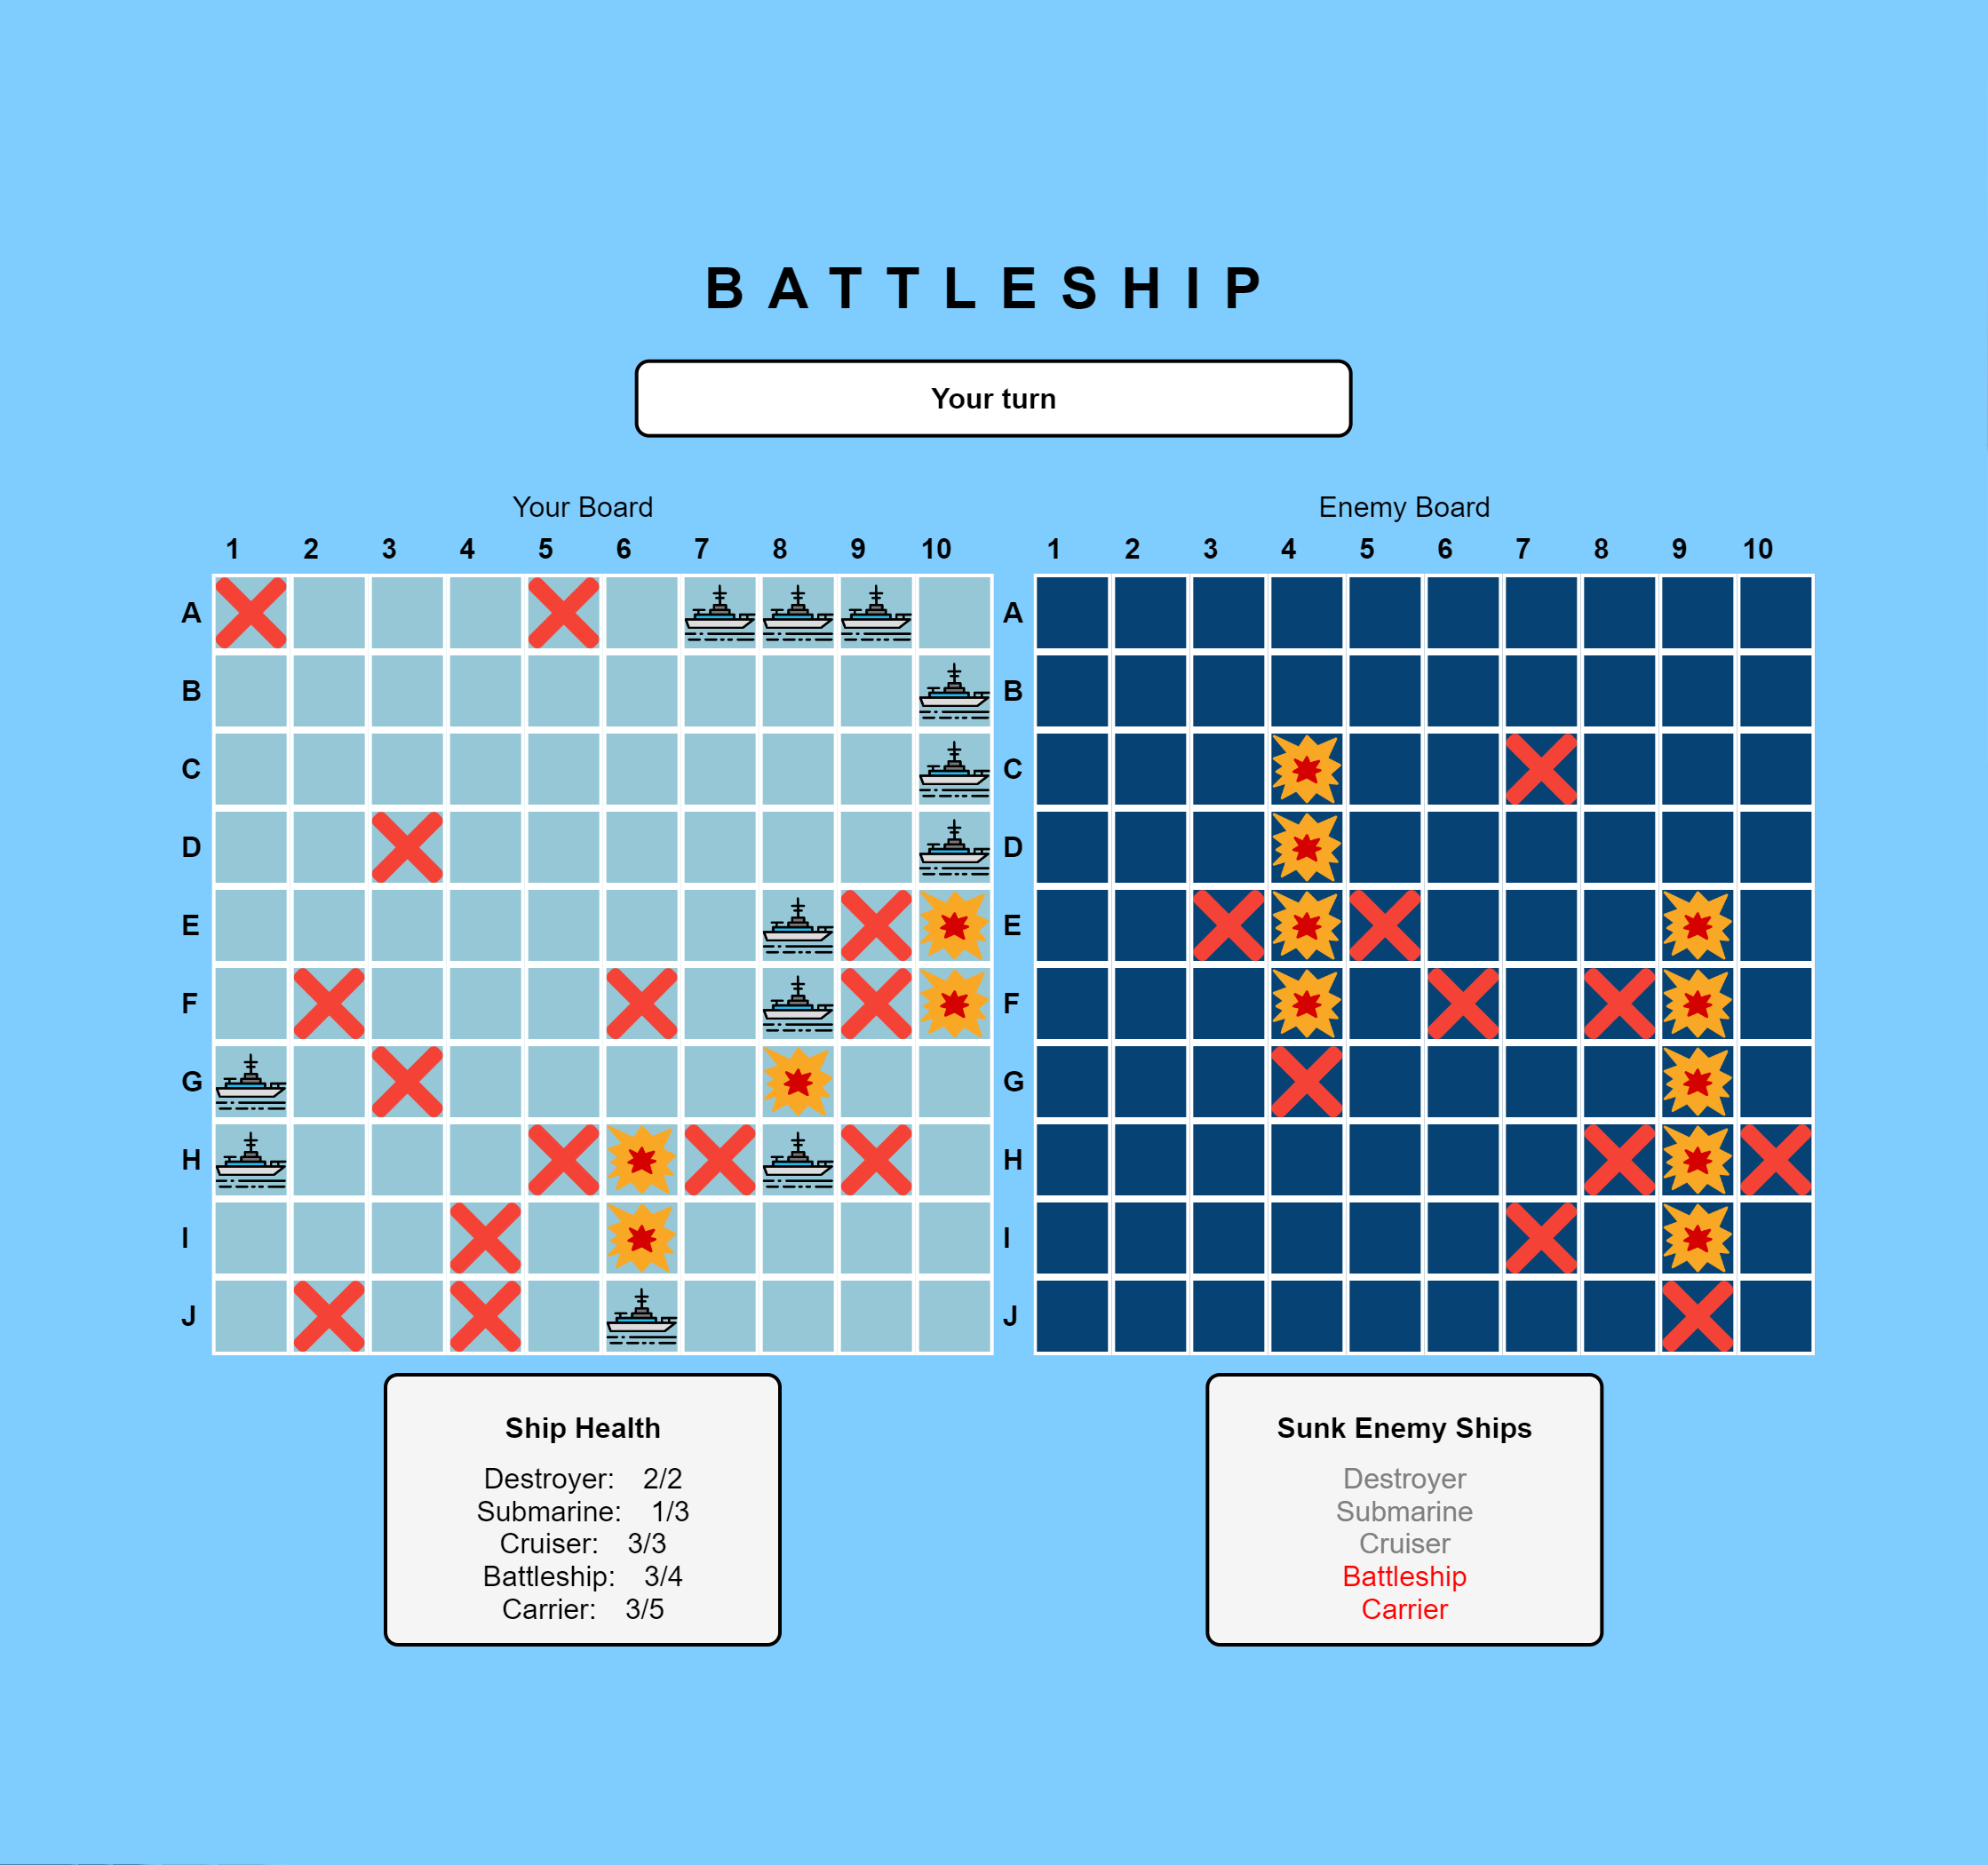 BATTLESHIP
Your turn
Your Board
1 2 3 4 5 6 7 8 9 10
A
B
C
D
E
F
G
H
I
J
Ship Health
Destroyer: 2/2
Submarine: 1/3
Cruiser: 3/3
Battleship: 3/4
Carrier: 3/5
Enemy Board
1 2 3 4 5 6 7 8 9 10
A
B
C
D
E
F
G
H
I
J
Sunk Enemy Ships
Destroyer
Submarine
Cruiser
Battleship
Carrier